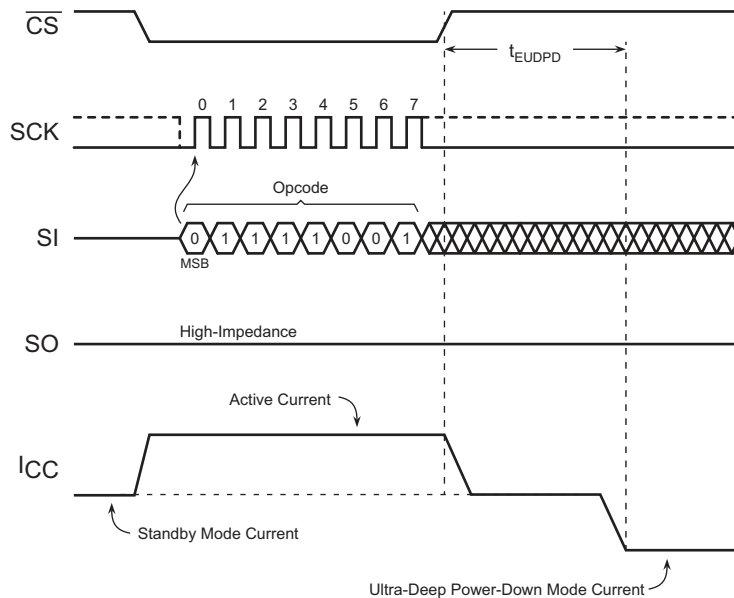 CS
tEUDPD
0 1 2 3 4 5 6 7
SCK
Opcode
SI
0 1 1 1 1 0 0 1
MSB
High-Impedance
SO
Active Current
ICC
Standby Mode Current
Ultra-Deep Power-Down Mode Current